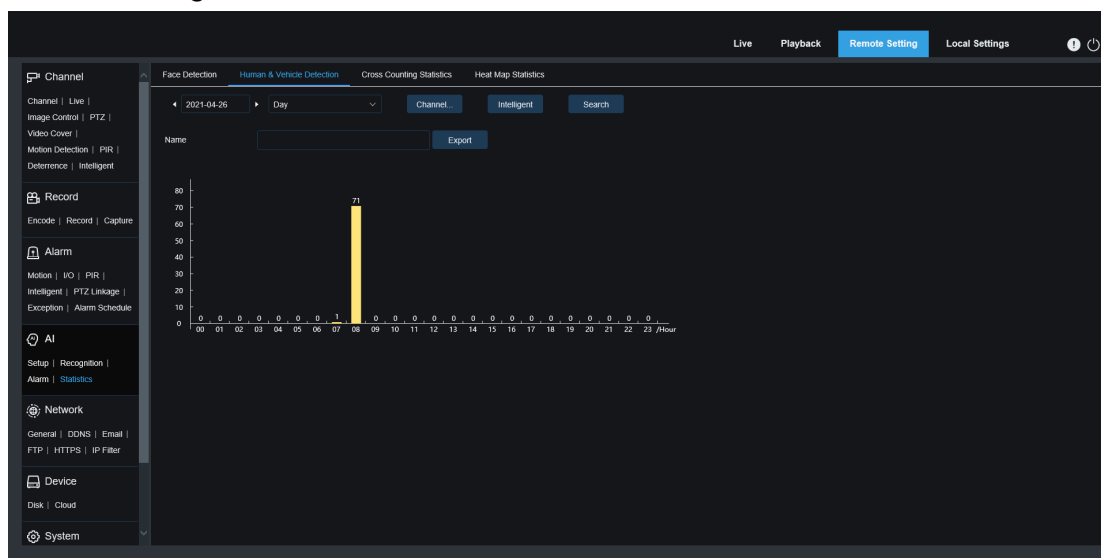 Live Playback Remote Setting Local Settings
Channel
Channel | Live |
Image Control | PTZ |
Video Cover |
Motion Detection | PIR |
Deterrence | Intelligent
Record
Encode | Record | Capture
Alarm
Motion | I/O | PIR |
Intelligent | PTZ Linkage |
Exception | Alarm Schedule
AI
Setup | Recognition |
Alarm | Statistics
Network
General | DDNS | Email |
FTP | HTTPS | IP Filter
Device
Disk | Cloud
System
Face Detection Human & Vehicle Detection Cross Counting Statistics Heat Map Statistics
2021-04-26 Day Channel... Intelligent Search
Name Export
80
70
60
50
40
30
20
10
0
0 0 0 0 0 0 0 1 71 0 0 0 0 0 0 0 0 0 0 0 0 0 0 0
00 01 02 03 04 05 06 07 08 09 10 11 12 13 14 15 16 17 18 19 20 21 22 23 /Hour